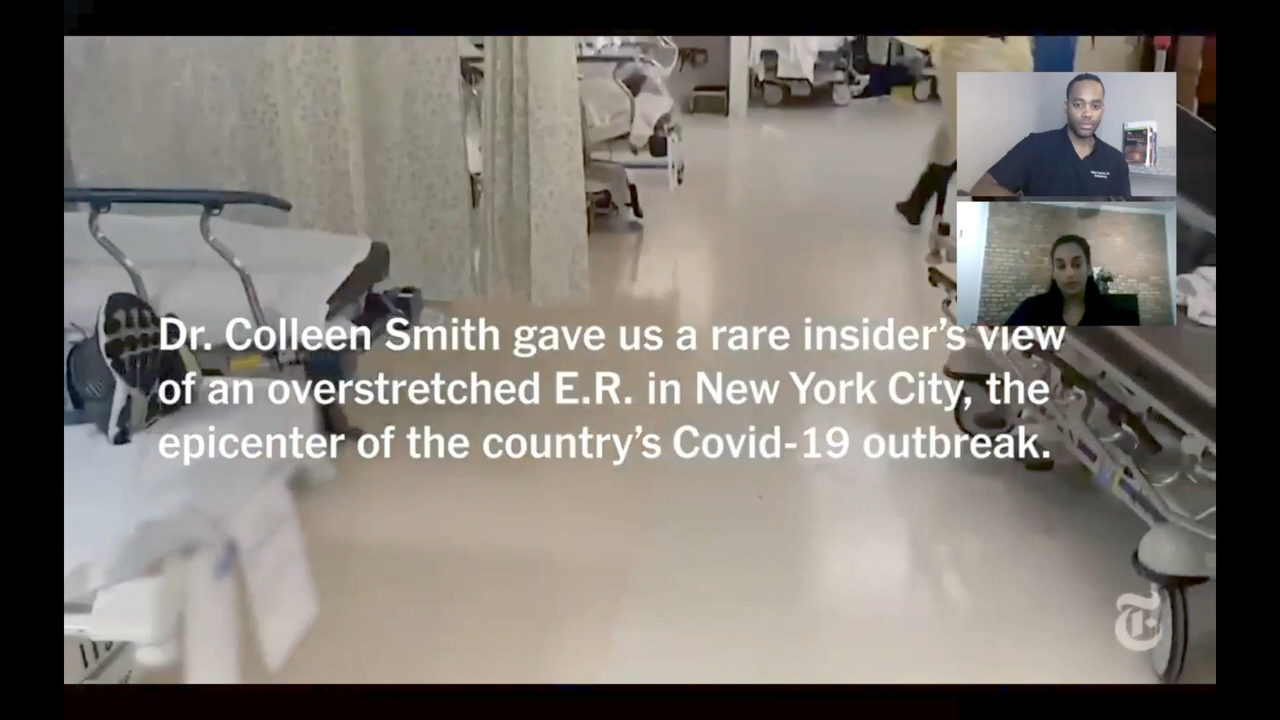 Dr. Colleen Smith gave us a rare insider’s view
of an overstretched E.R. in New York City, the
epicenter of the country’s Covid-19 outbreak.